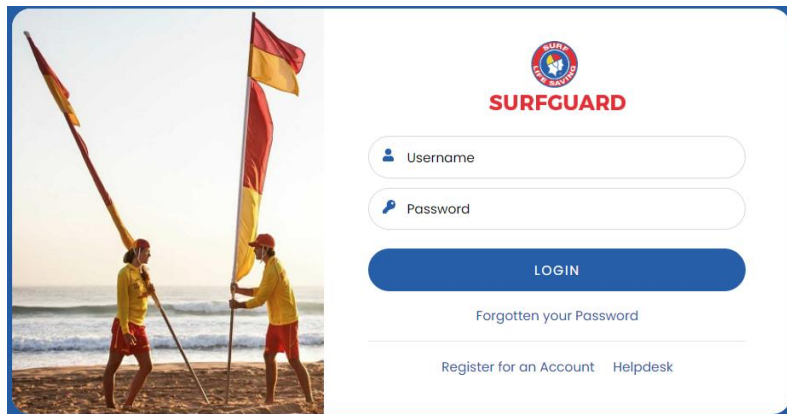 SURF
LIFE SAVING
SURFGUARD
Username
Password
LOGIN
Forgotten your Password
Register for an Account Helpdesk